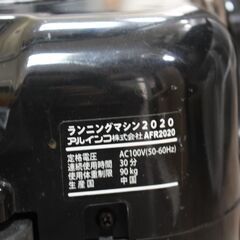 ランニングマシン2020
アルインコ株式会社 AFR2020
定格電圧 AC100V(50-60Hz)
連続使用時間 30分
使用体重制限 90kg
生産国 中国